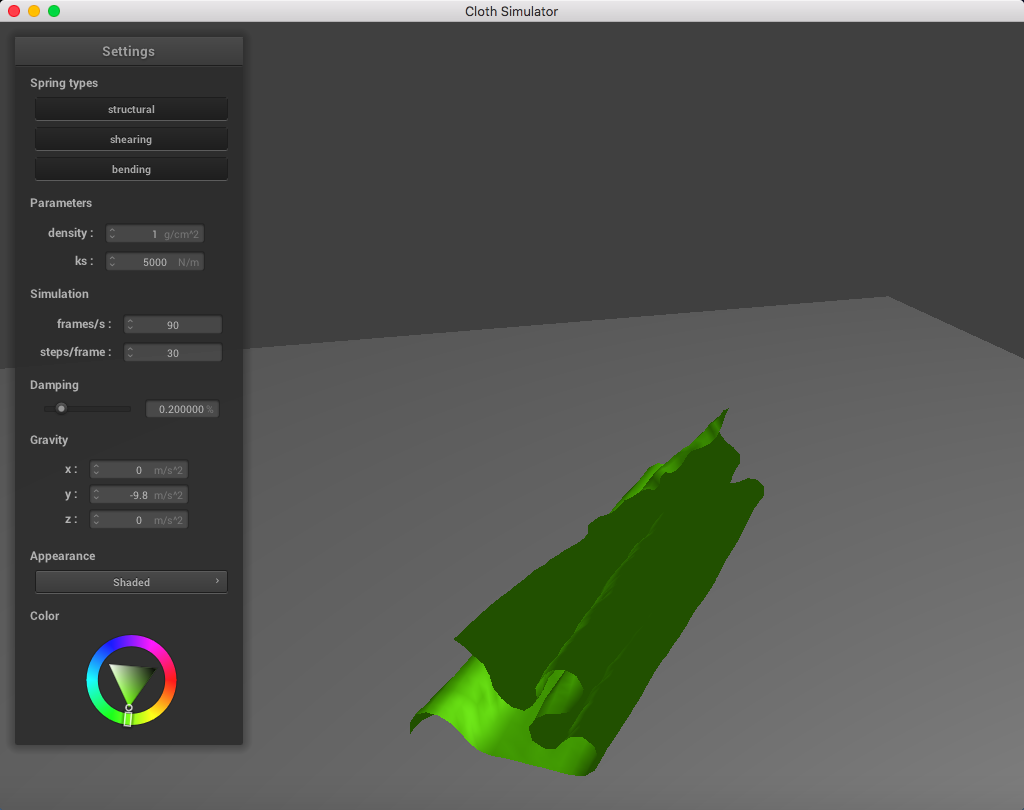 Cloth Simulator
Settings
Spring types
structural
shearing
bending
Parameters
density : 1 g/cm^2
ks : 5000 N/m
Simulation
frames/s : 90
steps/frame : 30
Damping
0.200000 %
Gravity
x : 0 m/s^2
y : -9.8 m/s^2
z : 0 m/s^2
Appearance
Shaded ›
Color